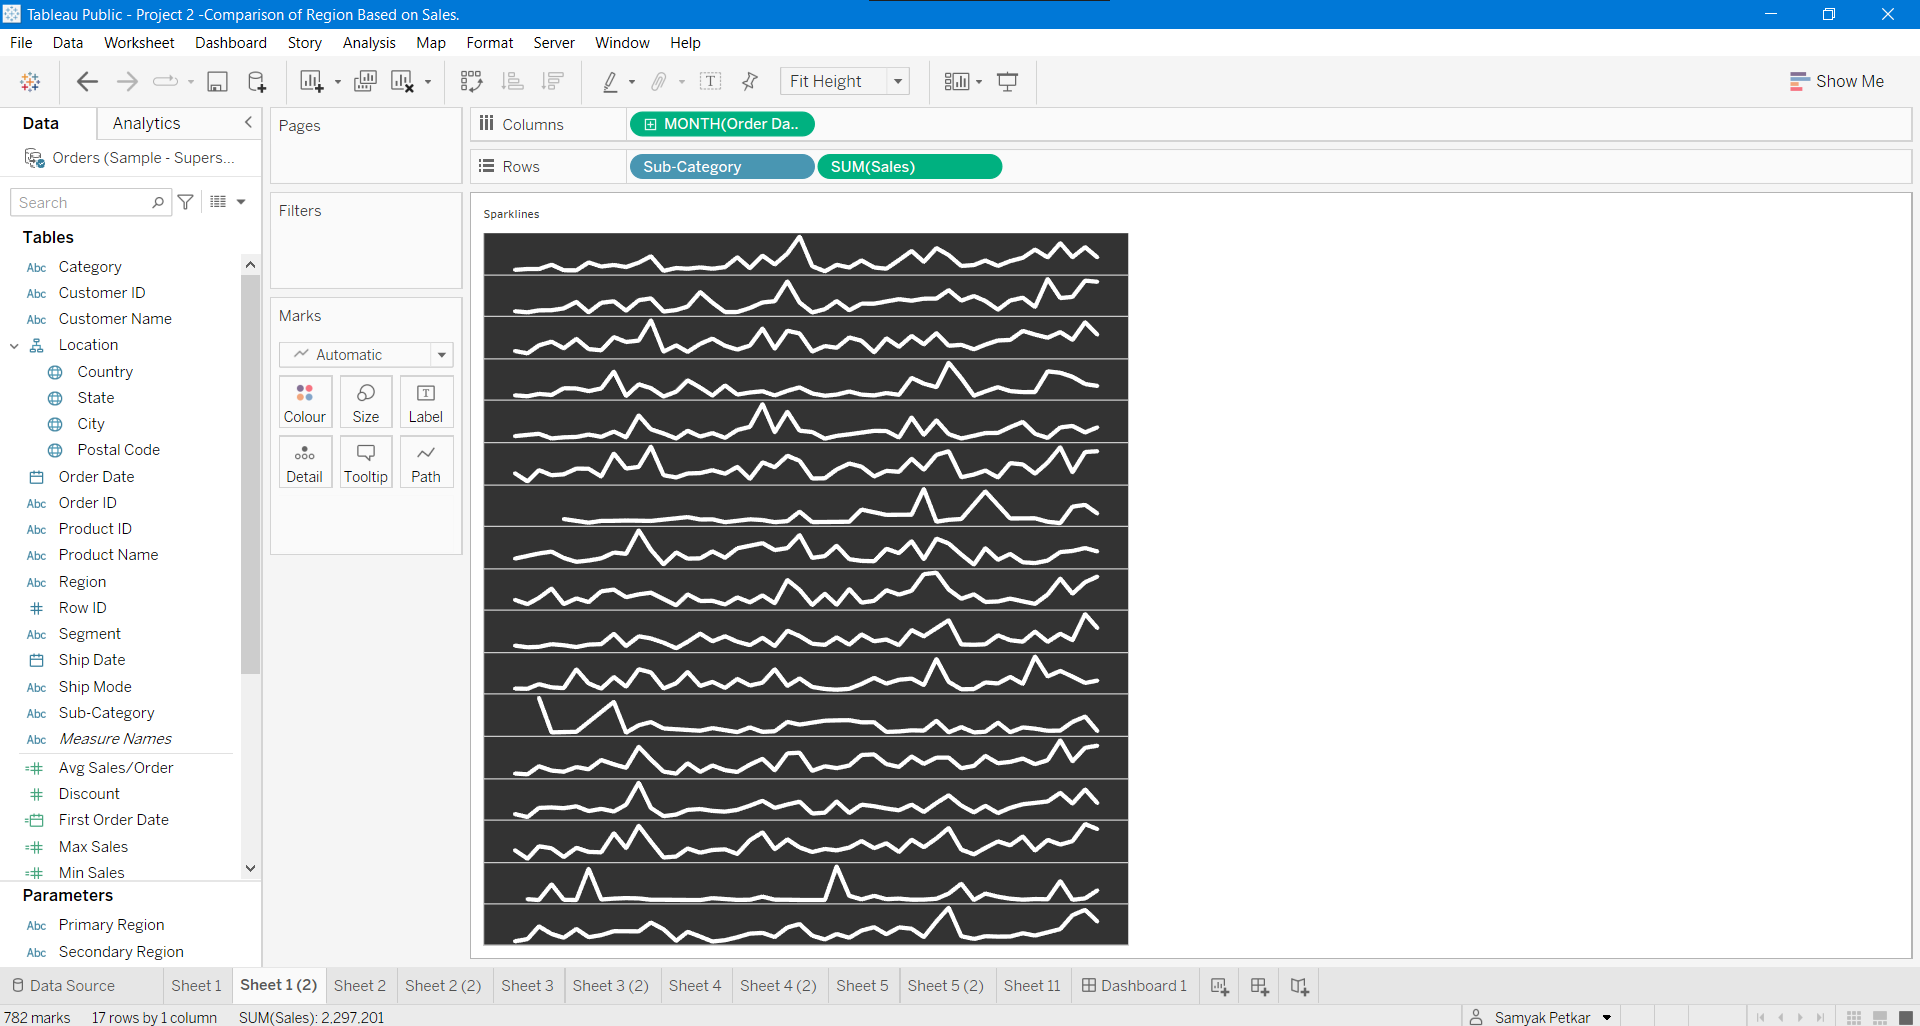 Tableau Public - Project 2 -Comparison of Region Based on Sales.
File Data Worksheet Dashboard Story Analysis Map Format Server Window Help
Fit Height
Show Me
Data Analytics
Orders (Sample - Supers...
Search
Tables
Abc Category
Abc Customer ID
Abc Customer Name
Location
Country
State
City
Postal Code
Order Date
Abc Order ID
Abc Product ID
Abc Product Name
Abc Region
# Row ID
Abc Segment
Ship Date
Abc Ship Mode
Abc Sub-Category
Abc Measure Names
=# Avg Sales/Order
# Discount
= First Order Date
=# Max Sales
=# Min Sales
Parameters
Abc Primary Region
Abc Secondary Region
Pages
Filters
Marks
Automatic
Colour Size Label
Detail Tooltip Path
Columns MONTH(Order Da..
Rows Sub-Category SUM(Sales)
Sparklines
Data Source Sheet 1 Sheet 1 (2) Sheet 2 Sheet 2 (2) Sheet 3 Sheet 3 (2) Sheet 4 Sheet 4 (2) Sheet 5 Sheet 5 (2) Sheet 11 Dashboard 1
782 marks 17 rows by 1 column SUM(Sales): 2,297,201 Samyak Petkar